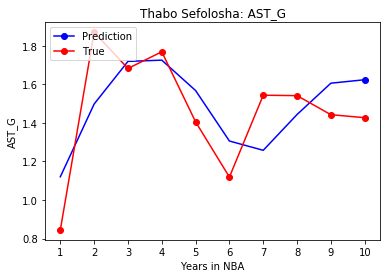 Thabo Sefolosha: AST_G
Prediction
True
1.8
1.6
1.4
1.2
1.0
0.8
AST_G
1 2 3 4 5 6 7 8 9 10
Years in NBA